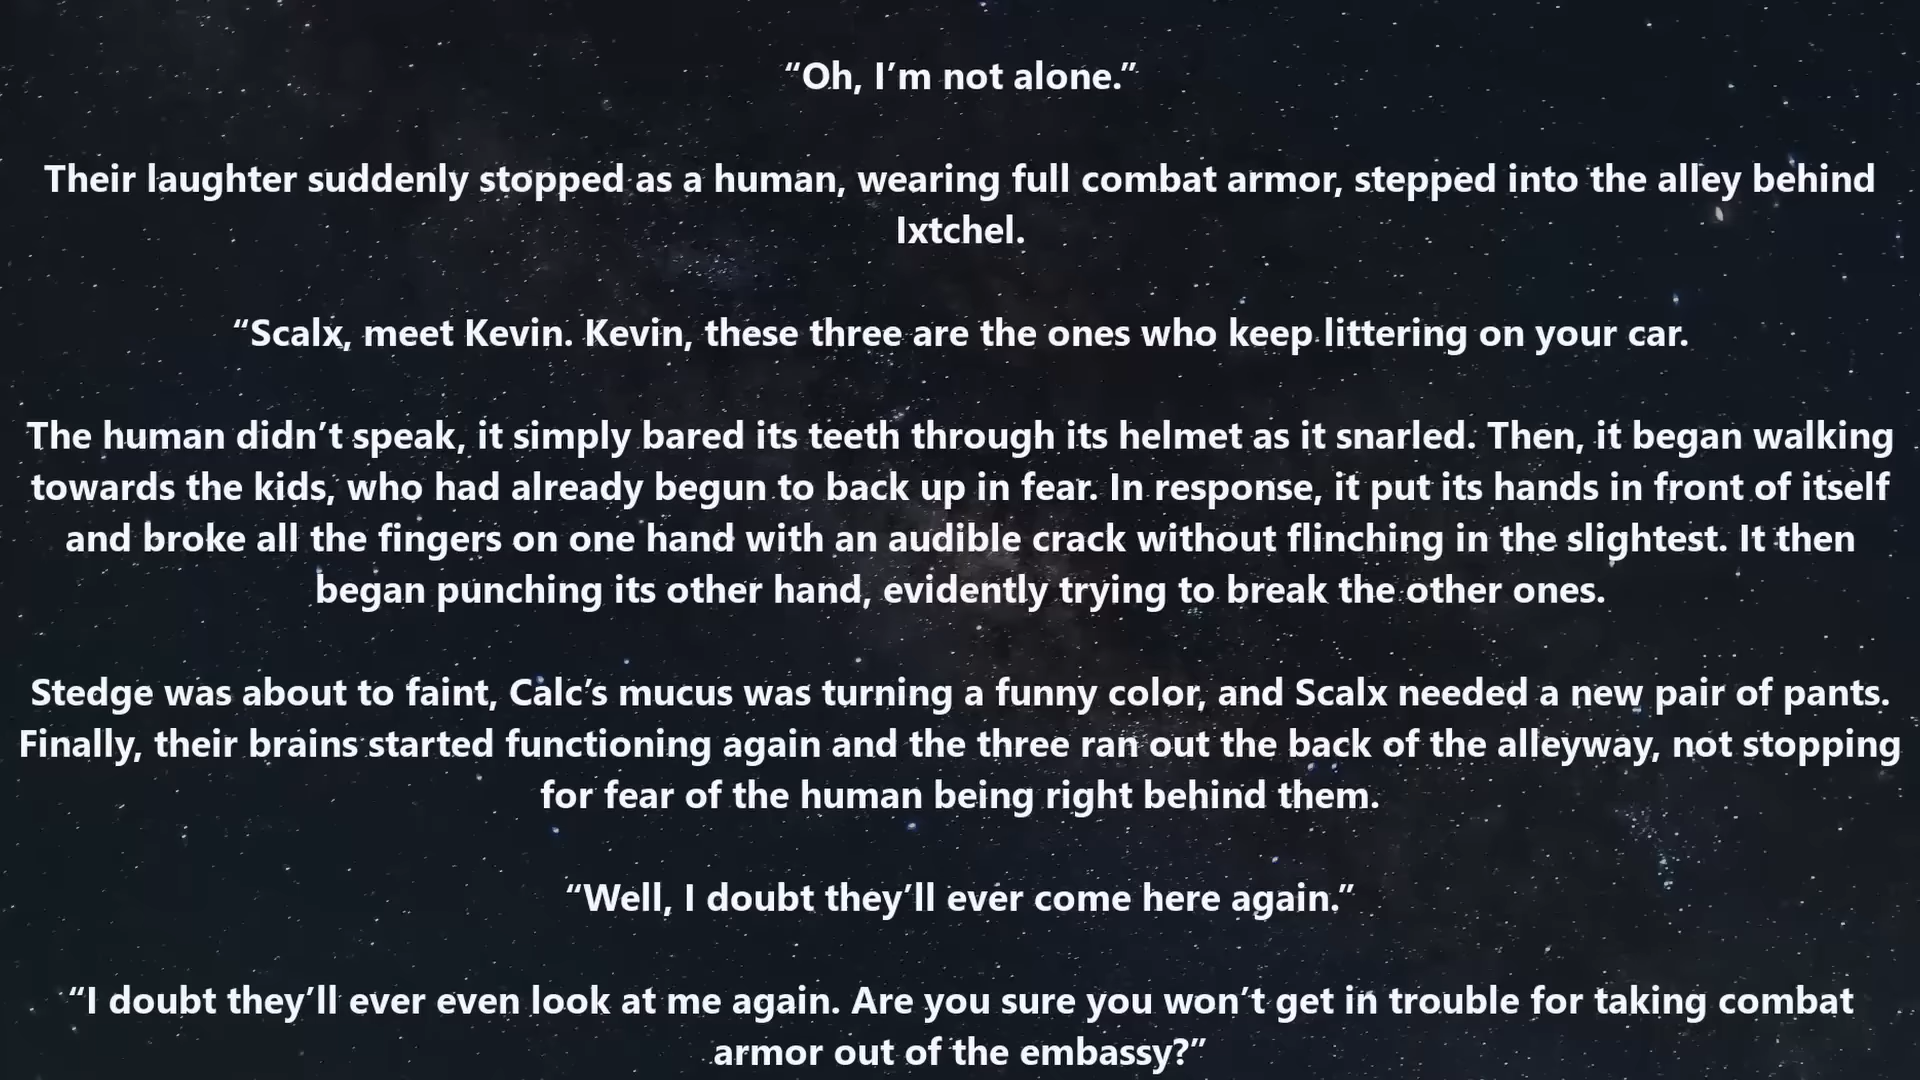 “Oh, I’m not alone.”
Their laughter suddenly stopped as a human, wearing full combat armor, stepped into the alley behind
Ixtchel.
“Scalx, meet Kevin. Kevin, these three are the ones who keep littering on your car.
The human didn’t speak, it simply bared its teeth through its helmet as it snarled. Then, it began walking
towards the kids, who had already begun to back up in fear. In response, it put its hands in front of itself
and broke all the fingers on one hand with an audible crack without flinching in the slightest. It then
began punching its other hand, evidently trying to break the other ones.
Stedge was about to faint, Calc’s mucus was turning a funny color, and Scalx needed a new pair of pants.
Finally, their brains started functioning again and the three ran out the back of the alleyway, not stopping
for fear of the human being right behind them.
“Well, I doubt they’ll ever come here again.”
“I doubt they’ll ever even look at me again. Are you sure you won’t get in trouble for taking combat
armor out of the embassy?”